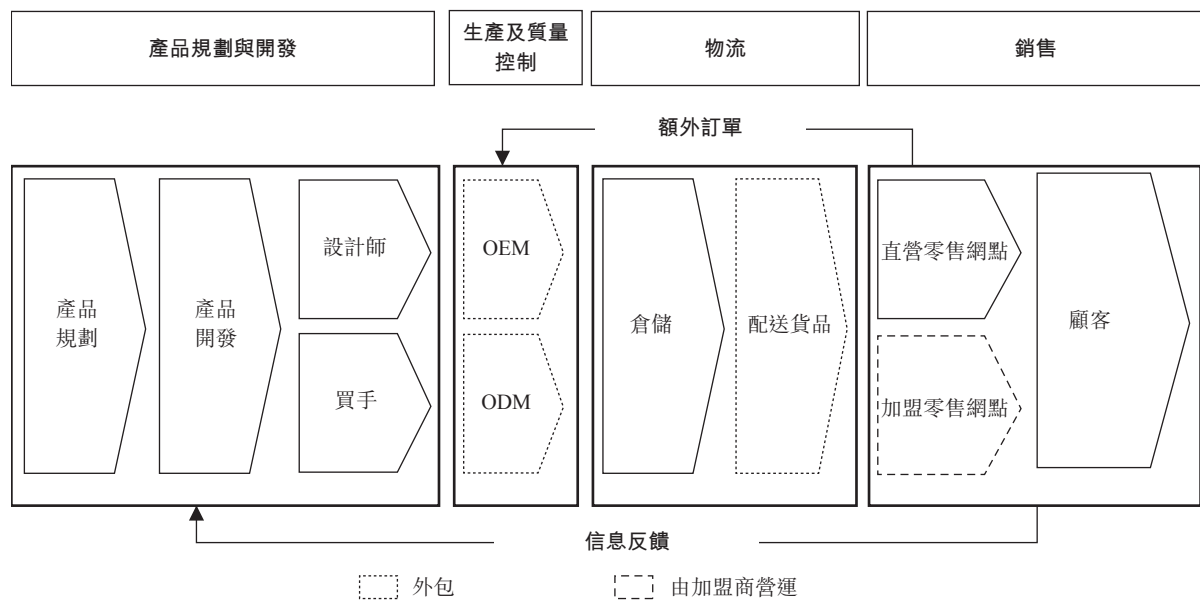 產品規劃與開發
生產及質量
控制
物流
銷售
額外訂單
產品
規劃
產品
開發
設計師
買手
OEM
ODM
倉儲
配送貨品
直營零售網點
加盟零售網點
顧客
信息反饋
外包
由加盟商營運